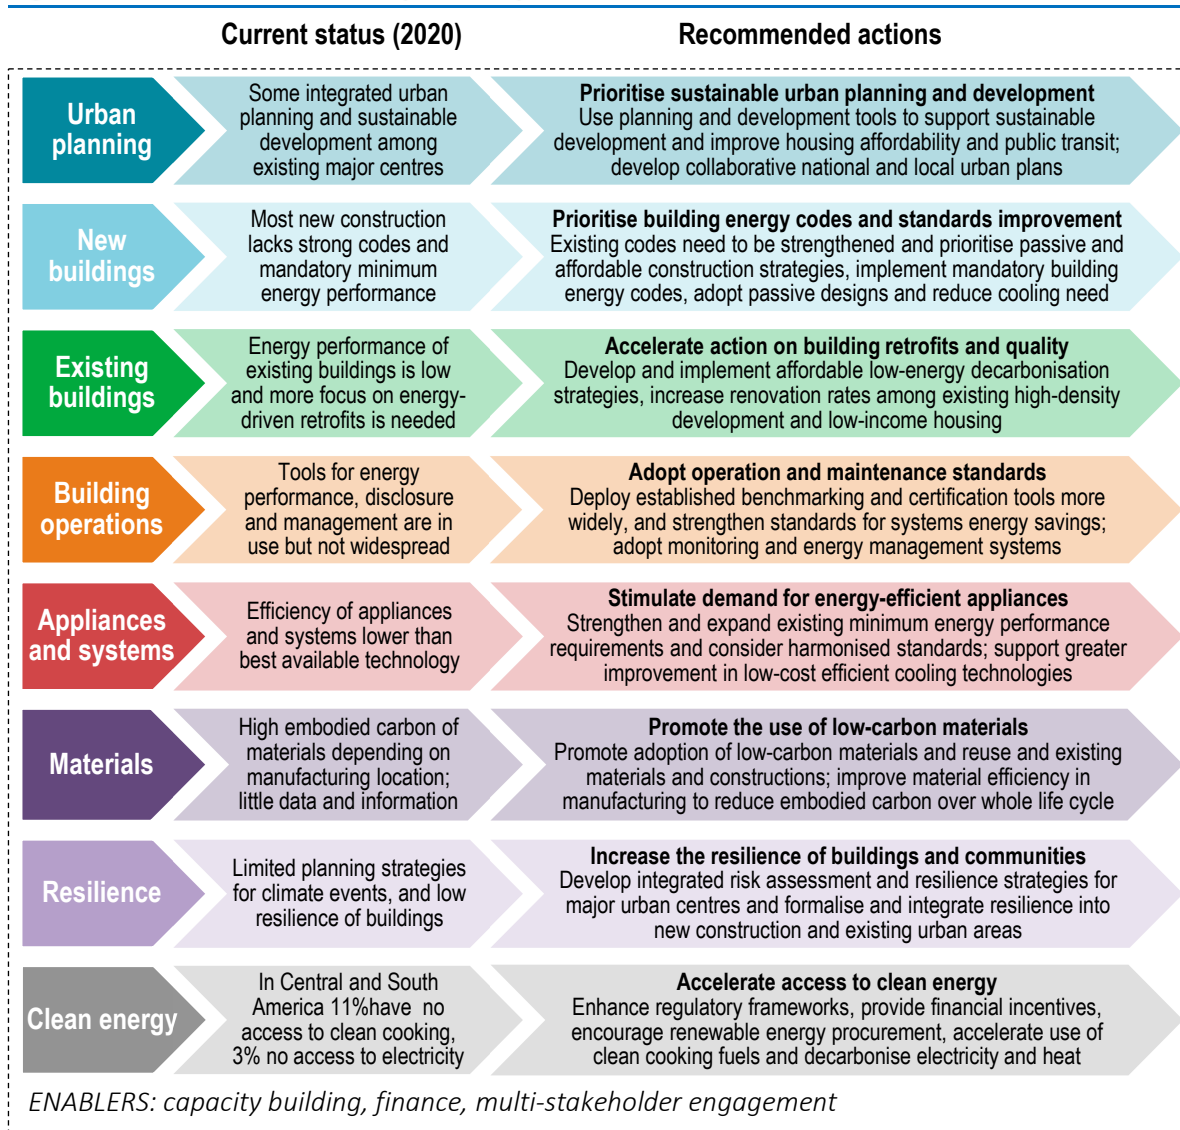 Current status (2020)
Recommended actions
Urban
planning
Some integrated urban
planning and sustainable
development among
existing major centres
Prioritise sustainable urban planning and development
Use planning and development tools to support sustainable
development and improve housing affordability and public transit;
develop collaborative national and local urban plans
New
buildings
Most new construction
lacks strong codes and
mandatory minimum
energy performance
Prioritise building energy codes and standards improvement
Existing codes need to be strengthened and prioritise passive and
affordable construction strategies, implement mandatory building
energy codes, adopt passive designs and reduce cooling need
Existing
buildings
Energy performance of
existing buildings is low
and more focus on energy-
driven retrofits is needed
Accelerate action on building retrofits and quality
Develop and implement affordable low-energy decarbonisation
strategies, increase renovation rates among existing high-density
development and low-income housing
Building
operations
Tools for energy
performance, disclosure
and management are in
use but not widespread
Adopt operation and maintenance standards
Deploy established benchmarking and certification tools more
widely, and strengthen standards for systems energy savings;
adopt monitoring and energy management systems
Appliances
and systems
Efficiency of appliances
and systems lower than
best available technology
Stimulate demand for energy-efficient appliances
Strengthen and expand existing minimum energy performance
requirements and consider harmonised standards; support greater
improvement in low-cost efficient cooling technologies
Materials
High embodied carbon of
materials depending on
manufacturing location;
little data and information
Promote the use of low-carbon materials
Promote adoption of low-carbon materials and reuse and existing
materials and constructions; improve material efficiency in
manufacturing to reduce embodied carbon over whole life cycle
Resilience
Limited planning strategies
for climate events, and low
resilience of buildings
Increase the resilience of buildings and communities
Develop integrated risk assessment and resilience strategies for
major urban centres and formalise and integrate resilience into
new construction and existing urban areas
Clean energy
In Central and South
America 11%have  no
access to clean cooking,
3% no access to electricity
Accelerate access to clean energy
Enhance regulatory frameworks, provide financial incentives,
encourage renewable energy procurement, accelerate use of
clean cooking fuels and decarbonise electricity and heat
ENABLERS: capacity building, finance, multi-stakeholder engagement